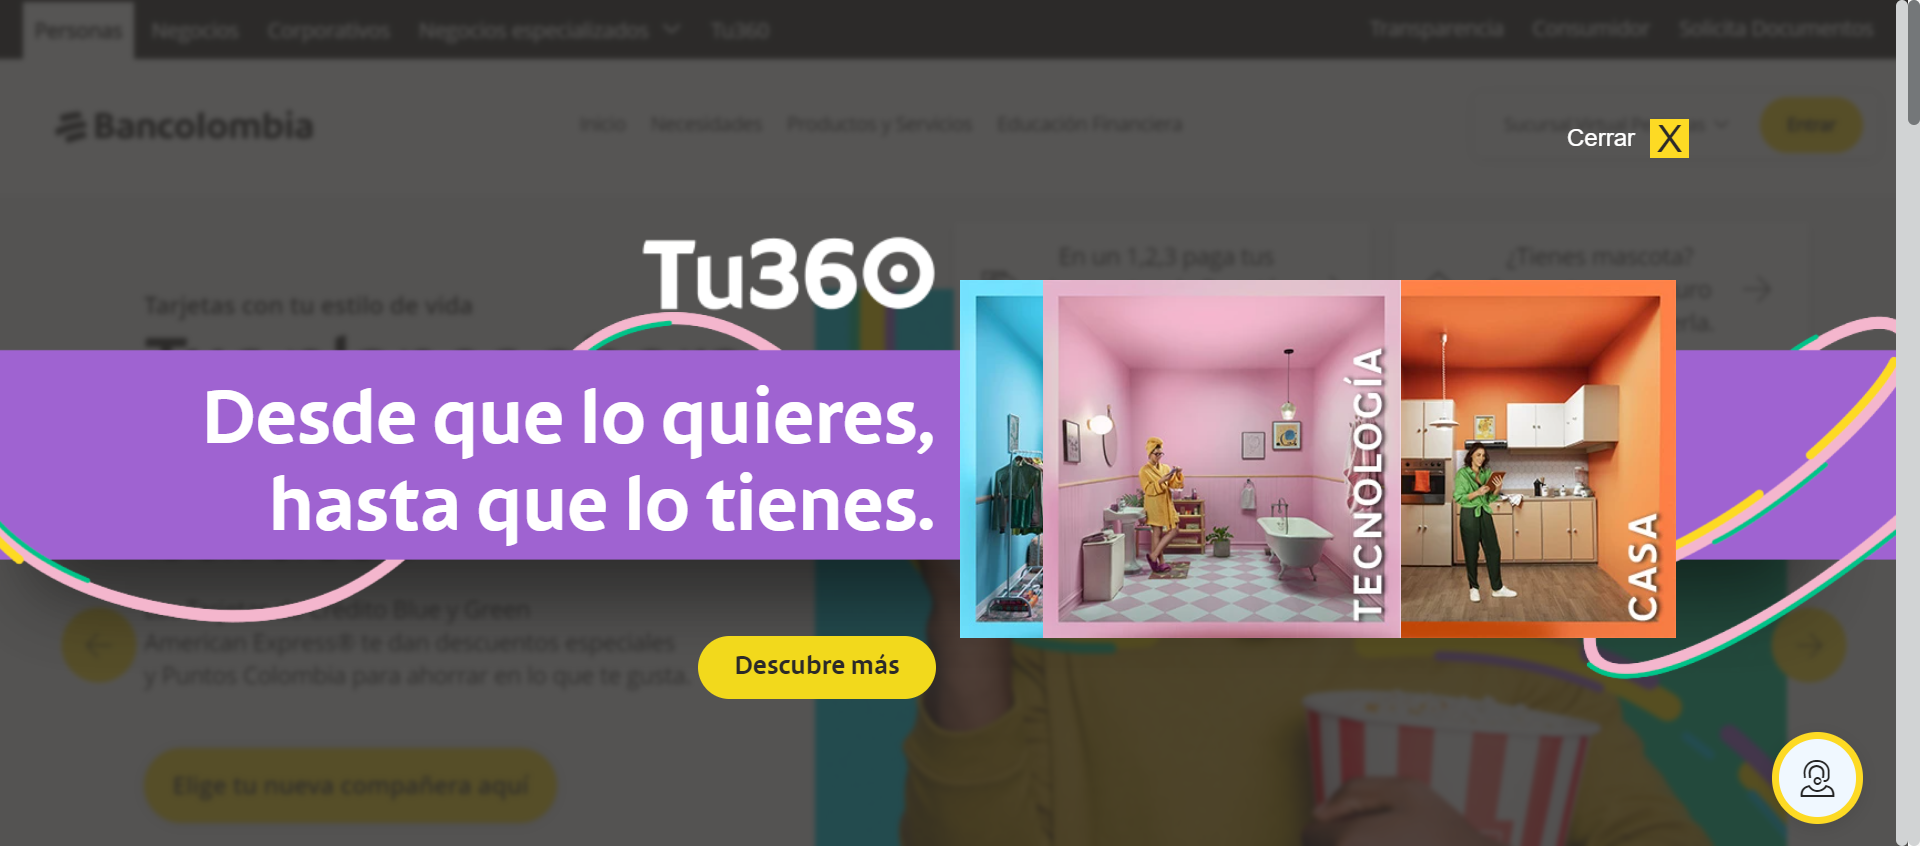 Personas Negocios Corporativos Negocios especializados Tu360 Transparencia Consumidor Solicita Documentos
Bancolombia Inicio Necesidades Productos y Servicios Educación Financiera Sucursal Virtual Entrar
Cerrar X
Tu360
En un 1,2,3 paga tus
¿Tienes mascota?
Tarjetas con tu estilo de vida
Desde que lo quieres,
hasta que lo tienes.
TECNOLOGÍA
CASA
Blue y Green
American Express® te dan descuentos especiales
y Puntos Colombia para ahorrar en lo que te gusta.
Descubre más
Elige tu nueva compañera aquí